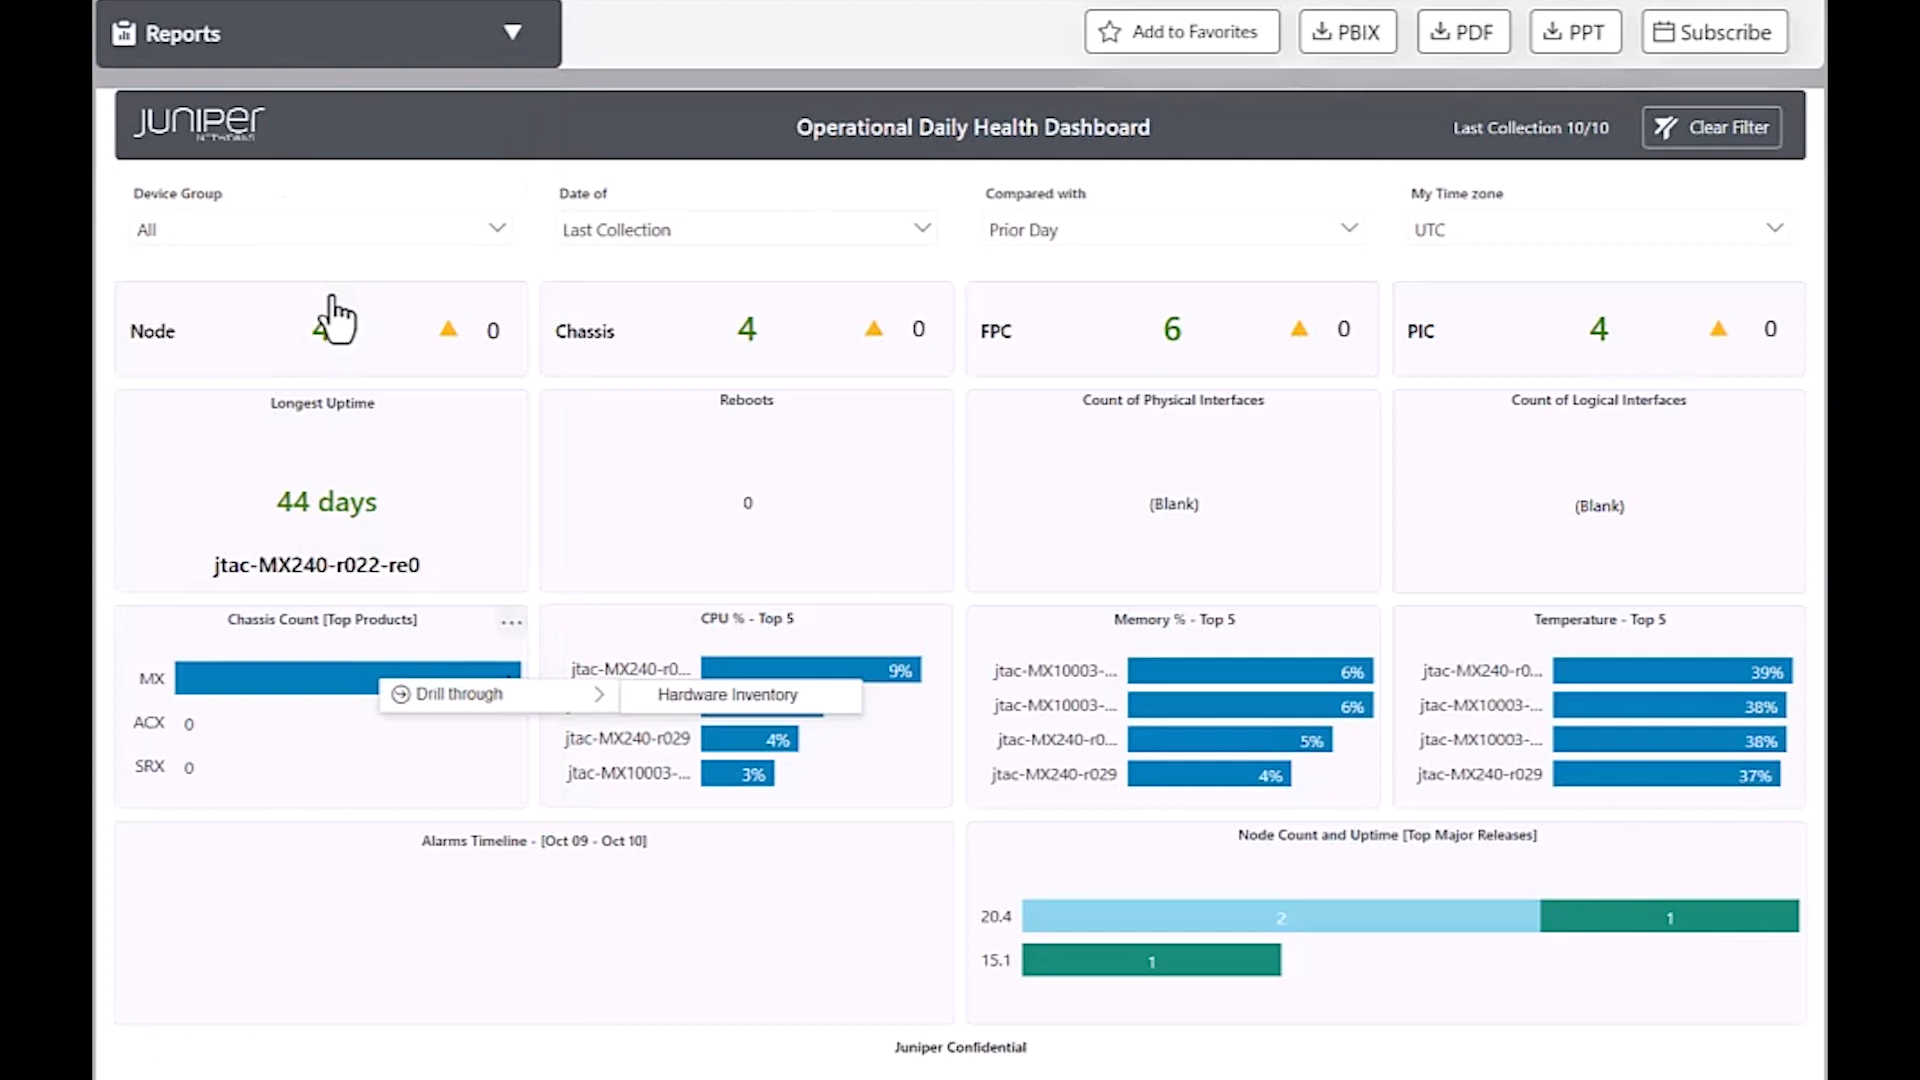 Reports
Add to Favorites
PBIX
PDF
PPT
Subscribe
JUNIPER
NETWORKS
Operational Daily Health Dashboard
Last Collection 10/10
Clear Filter
Device Group
Date of
Compared with
My Time zone
All
Last Collection
Prior Day
UTC
Node 4 0
Chassis 4 0
FPC 6 0
PIC 4 0
Longest Uptime
44 days
jtac-MX240-r022-re0
Reboots
0
Count of Physical Interfaces
(Blank)
Count of Logical Interfaces
(Blank)
Chassis Count [Top Products]
...
MX
ACX 0
SRX 0
Drill through
Hardware Inventory
CPU % - Top 5
jtac-MX240-r0... 9%
jtac-MX240-r029 4%
jtac-MX10003-... 3%
Memory % - Top 5
jtac-MX10003-... 6%
jtac-MX10003-... 6%
jtac-MX240-r0... 5%
jtac-MX240-r029 4%
Temperature - Top 5
jtac-MX240-r0... 39%
jtac-MX10003-... 38%
jtac-MX10003-... 38%
jtac-MX240-r029 37%
Alarms Timeline - [Oct 09 - Oct 10]
Node Count and Uptime [Top Major Releases]
20.4 2 1
15.1 1
Juniper Confidential